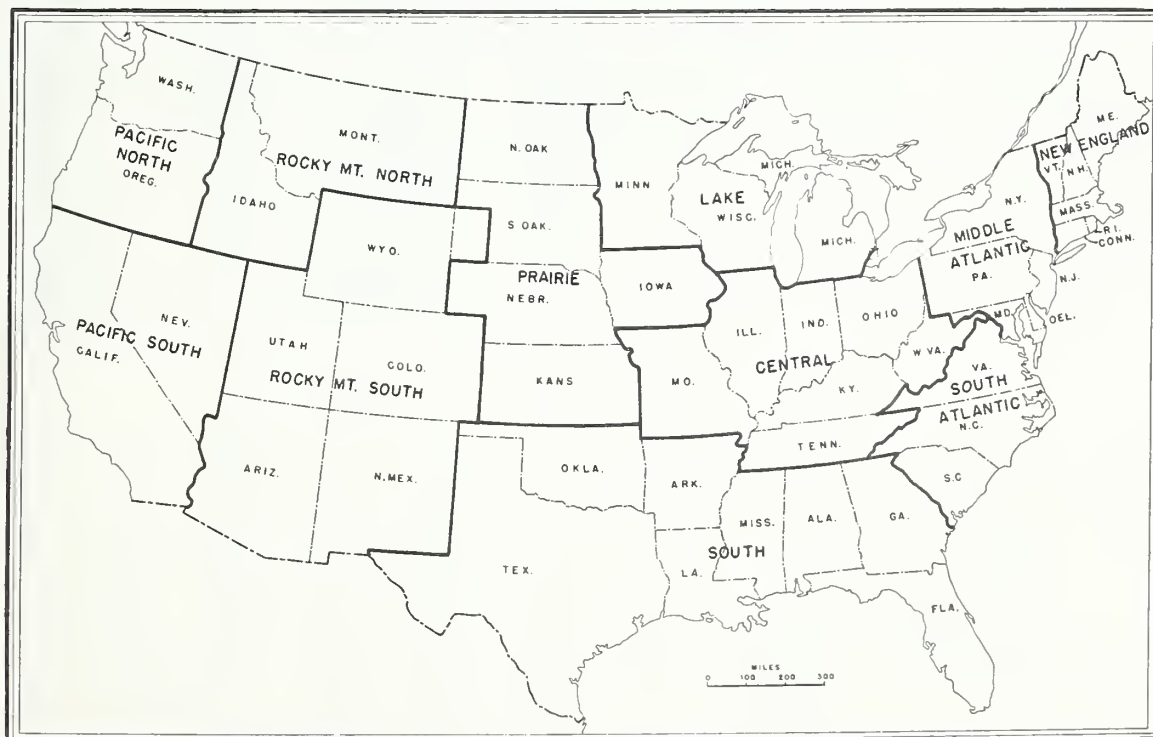 WASH.
PACIFIC
NORTH
OREG.
MONT.
ROCKY MT. NORTH
IDAHO
WYO.
N. OAK
S OAK.
PRAIRIE
NEBR.
KANS
MINN
MICH.
LAKE
WISC.
MICH.
IOWA
ME.
NEW ENGLAND
VT.
N.H.
MASS.
R.I.
CONN.
N.Y.
MIDDLE
ATLANTIC
PA.
N.J.
MD.
DEL.
NEV.
PACIFIC SOUTH
CALIF.
UTAH
COLO.
ROCKY MT. SOUTH
ARIZ.
N.MEX.
ILL.
IND.
OHIO
CENTRAL
MO.
KY.
W VA.
TENN.
VA.
SOUTH
ATLANTIC
N.C.
S.C
OKLA.
ARK.
TEX.
LA.
MISS.
SOUTH
ALA.
GA.
FLA.
MILES
0 100 200 300